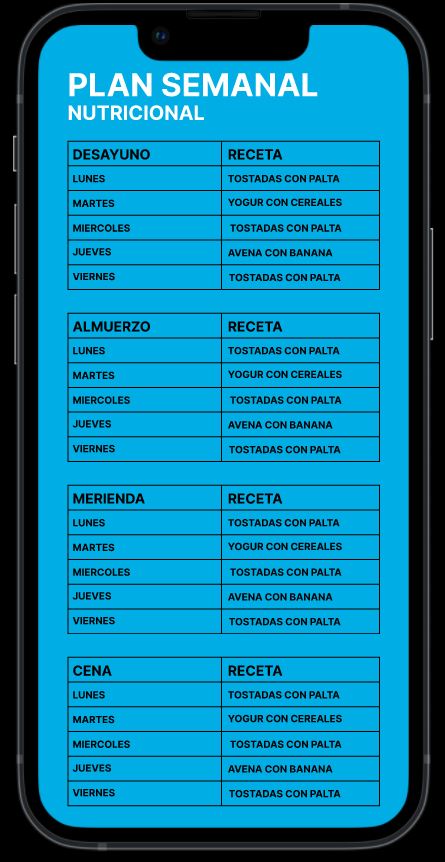 PLAN SEMANAL
NUTRICIONAL
DESAYUNO RECETA
LUNES TOSTADAS CON PALTA
MARTES YOGUR CON CEREALES
MIERCOLES TOSTADAS CON PALTA
JUEVES AVENA CON BANANA
VIERNES TOSTADAS CON PALTA
ALMUERZO RECETA
LUNES TOSTADAS CON PALTA
MARTES YOGUR CON CEREALES
MIERCOLES TOSTADAS CON PALTA
JUEVES AVENA CON BANANA
VIERNES TOSTADAS CON PALTA
MERIENDA RECETA
LUNES TOSTADAS CON PALTA
MARTES YOGUR CON CEREALES
MIERCOLES TOSTADAS CON PALTA
JUEVES AVENA CON BANANA
VIERNES TOSTADAS CON PALTA
CENA RECETA
LUNES TOSTADAS CON PALTA
MARTES YOGUR CON CEREALES
MIERCOLES TOSTADAS CON PALTA
JUEVES AVENA CON BANANA
VIERNES TOSTADAS CON PALTA